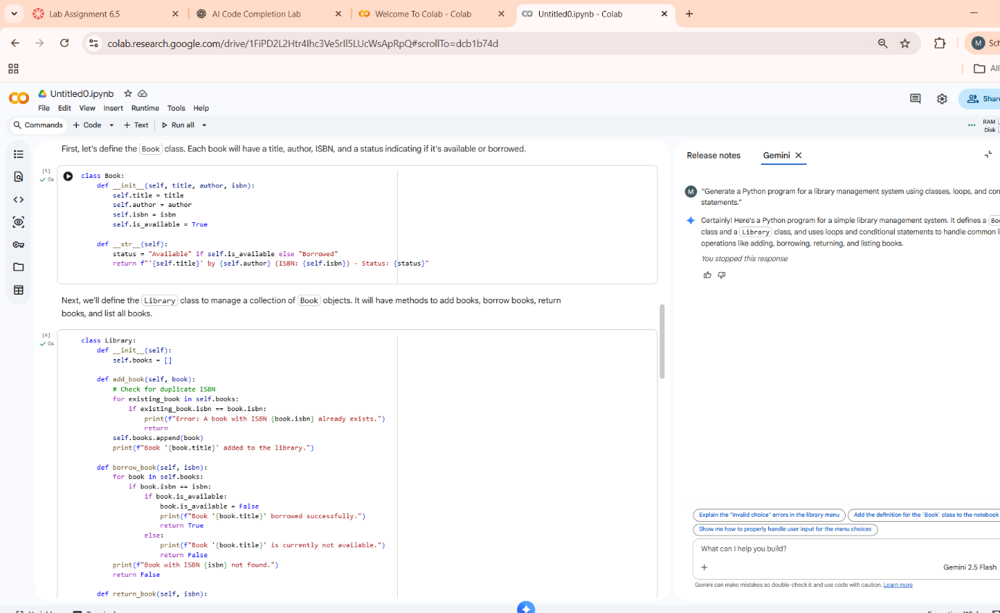 Lab Assignment 6.5
AI Code Completion Lab
Welcome To Colab - Colab
Untitled0.ipynb - Colab
colab.research.google.com/drive/1FiPD2L2Htr4Ihc3Ve5rIl5LUcWsApRpQ#scrollTo=dcb1b74d
M Sch
All
CO Untitled0.ipynb
File Edit View Insert Runtime Tools Help
Share
Commands + Code + Text Run all
RAM
Disk
First, let's define the Book class. Each book will have a title, author, ISBN, and a status indicating if it's available or borrowed.
[5]
0s
class Book:
    def __init__(self, title, author, isbn):
        self.title = title
        self.author = author
        self.isbn = isbn
        self.is_available = True
    def __str__(self):
        status = "Available" if self.is_available else "Borrowed"
        return f"'{self.title}' by {self.author} (ISBN: {self.isbn}) - Status: {status}"
Next, we'll define the Library class to manage a collection of Book objects. It will have methods to add books, borrow books, return
books, and list all books.
[6]
0s
class Library:
    def __init__(self):
        self.books = []
    def add_book(self, book):
        # Check for duplicate ISBN
        for existing_book in self.books:
            if existing_book.isbn == book.isbn:
                print(f"Error: A book with ISBN {book.isbn} already exists.")
                return
        self.books.append(book)
        print(f"Book '{book.title}' added to the library.")
    def borrow_book(self, isbn):
        for book in self.books:
            if book.isbn == isbn:
                if book.is_available:
                    book.is_available = False
                    print(f"Book '{book.title}' borrowed successfully.")
                    return True
                else:
                    print(f"Book '{book.title}' is currently not available.")
                    return False
        print(f"Book with ISBN {isbn} not found.")
        return False
    def return_book(self, isbn):
Release notes
Gemini
M
"Generate a Python program for a library management system using classes, loops, and con
statements."
Certainly! Here's a Python program for a simple library management system. It defines a Boo
class and a Library class, and uses loops and conditional statements to handle common li
operations like adding, borrowing, returning, and listing books.
You stopped this response
Explain the "Invalid choice" errors in the library menu
Add the definition for the `Book` class to the notebook
Show me how to properly handle user input for the menu choices
What can I help you build?
+
Gemini 2.5 Flash
Gemini can make mistakes so double-check it and use code with caution. Learn more